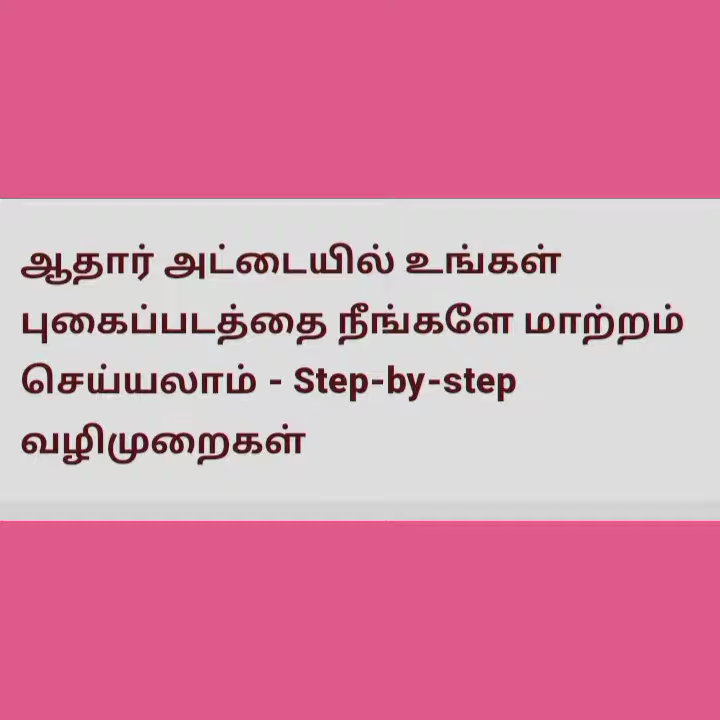 ஆதார் அட்டையில் உங்கள்
புகைப்படத்தை நீங்களே மாற்றம்
செய்யலாம் - Step-by-step
வழிமுறைகள்